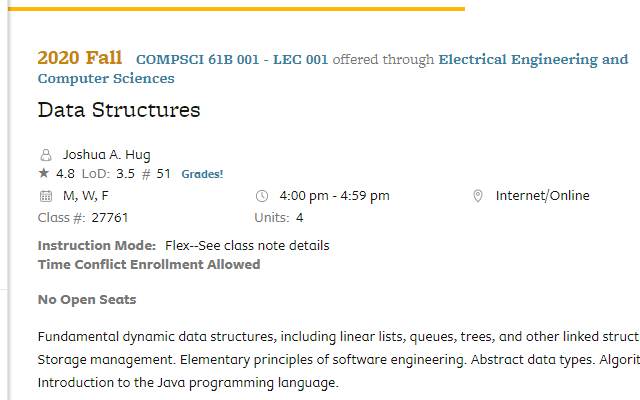 2020 Fall COMPSCI 61B 001 - LEC 001 offered through Electrical Engineering and
Computer Sciences
Data Structures
Joshua A. Hug
★ 4.8 LoD: 3.5 # 51 Grades!
M, W, F 4:00 pm - 4:59 pm Internet/Online
Class #: 27761 Units: 4
Instruction Mode: Flex--See class note details
Time Conflict Enrollment Allowed
No Open Seats
Fundamental dynamic data structures, including linear lists, queues, trees, and other linked struct
Storage management. Elementary principles of software engineering. Abstract data types. Algorit
Introduction to the Java programming language.